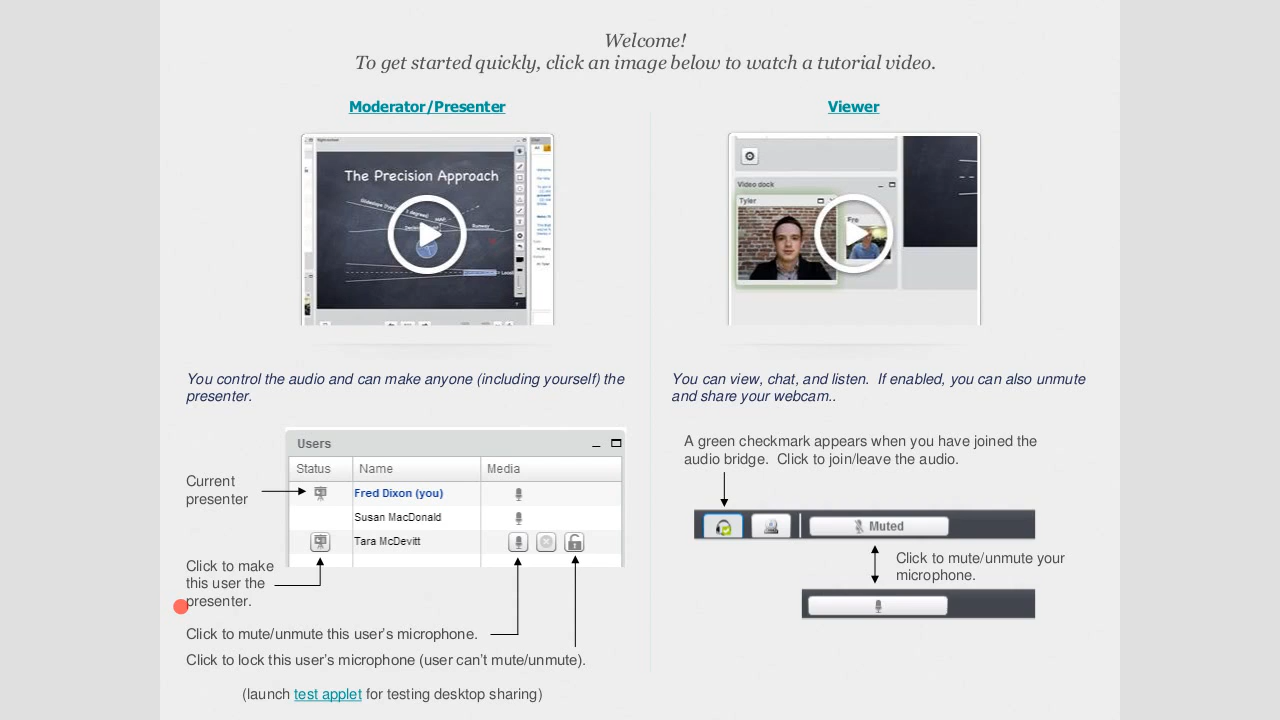 Welcome!
To get started quickly, click an image below to watch a tutorial video.
Moderator/Presenter
The Precision Approach
Runway
You control the audio and can make anyone (including yourself) the
presenter.
Users
Status Name Media
Current
presenter
Fred Dixon (you)
Susan MacDonald
Tara McDevitt
Click to make
this user the
presenter.
Click to mute/unmute this user's microphone.
Click to lock this user's microphone (user can't mute/unmute).
(launch test applet for testing desktop sharing)
Viewer
Video dock
Tyler
Fre
You can view, chat, and listen.  If enabled, you can also unmute
and share your webcam..
A green checkmark appears when you have joined the
audio bridge.  Click to join/leave the audio.
Muted
Click to mute/unmute your
microphone.